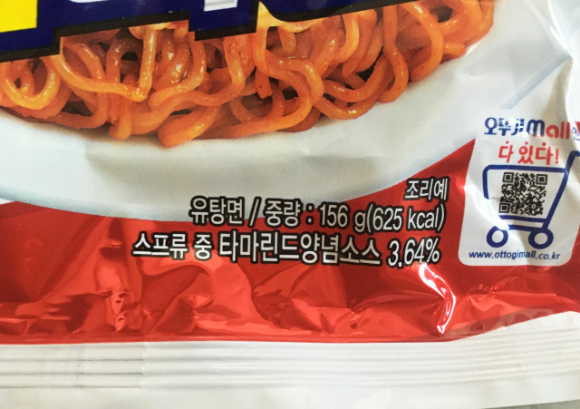 오뚜기mall
다 있다!
조리예
유탕면 / 중량 : 156 g(625 kcal)
스프류 중 타마린드양념소스 3.64%
www.ottogimall.co.kr